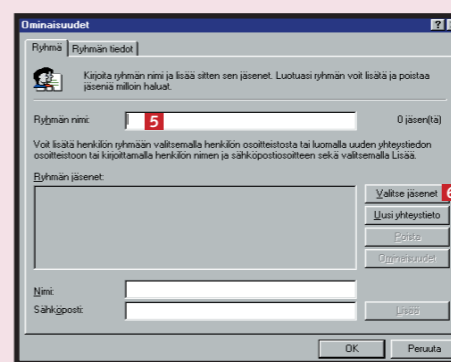 Ominaisuudet
Ryhmä Ryhmän tiedot
Kirjoita ryhmän nimi ja lisää sitten sen jäsenet. Luotuasi ryhmän voit lisätä ja poistaa
jäseniä milloin haluat.
Ryhmän nimi: 5 0 jäsen(tä)
Voit lisätä henkilön ryhmään valitsemalla henkilön osoitteistosta tai luomalla uuden yhteystiedon
osoitteistoon tai kirjoittamalla henkilön nimen ja sähköpostiosoitteen sekä valitsemalla Lisää.
Ryhmän jäsenet:
Valitse jäsenet 6
Uusi yhteystieto
Poista
Ominaisuudet
Nimi:
Sähköposti: Lisää
OK Peruuta